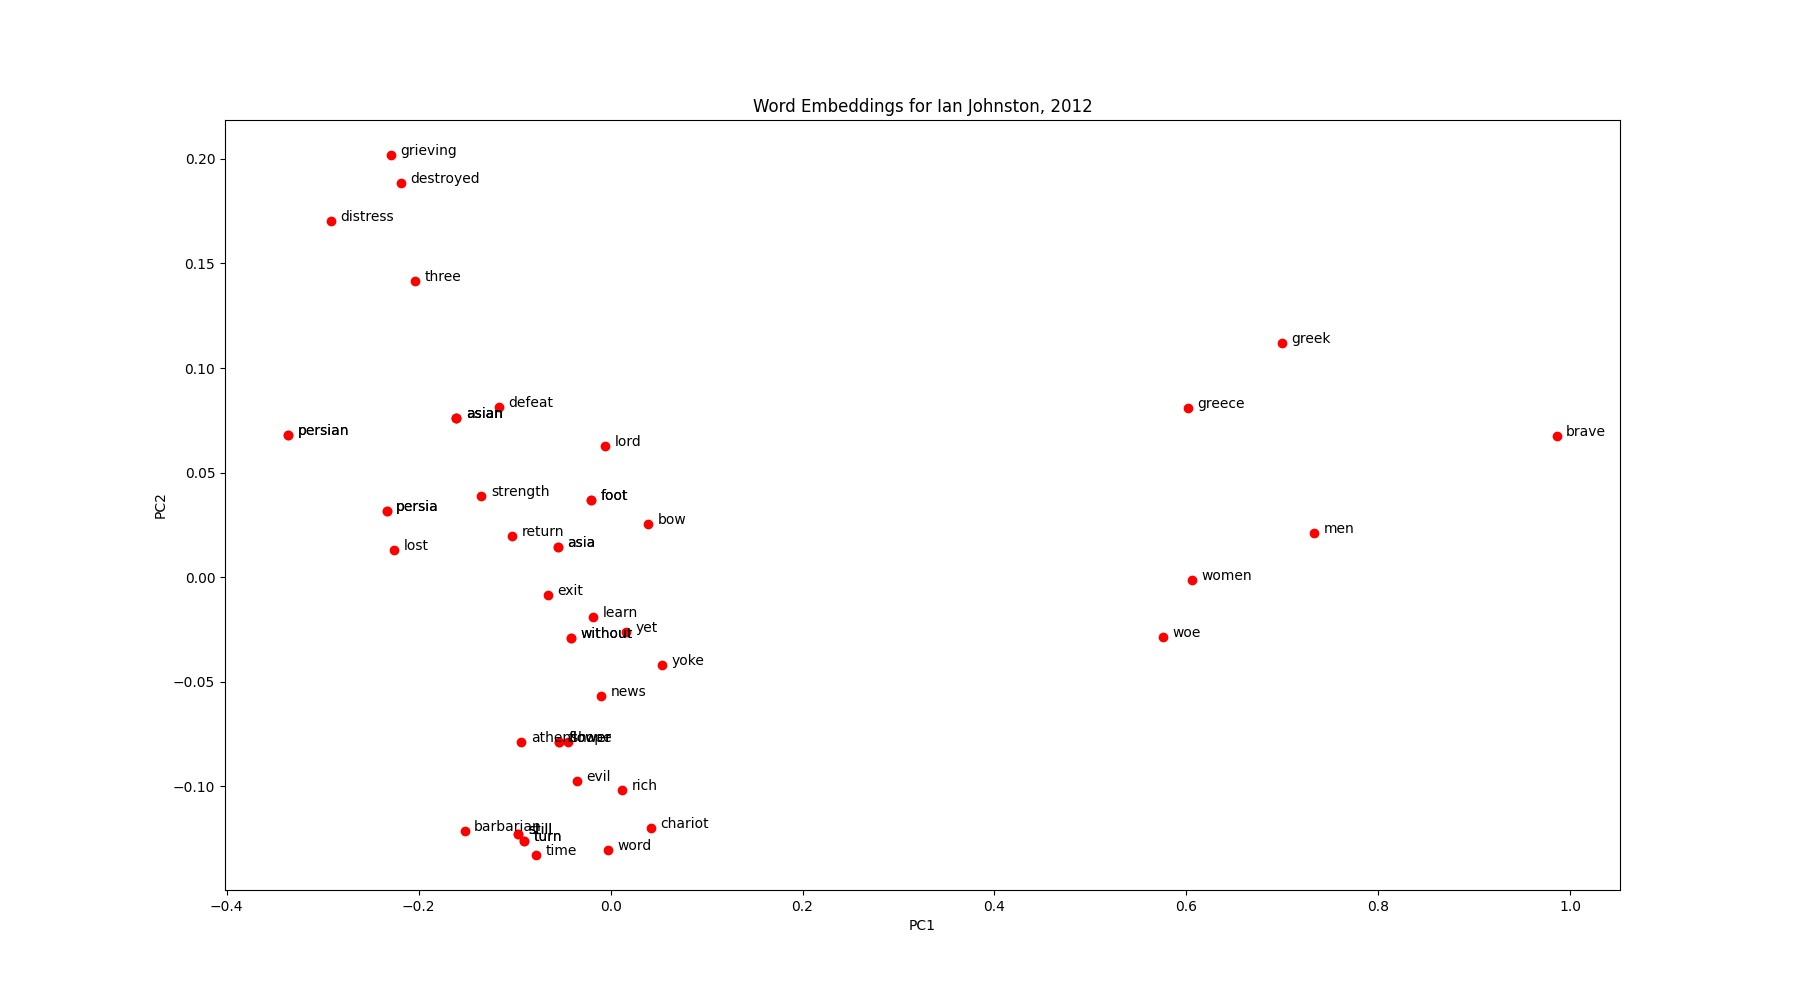 Word Embeddings for Ian Johnston, 2012
grieving
destroyed
distress
three
greek
defeat
greece
asian
persian
brave
lord
strength
foot
persia
bow
men
return
asia
lost
women
exit
learn
yet
without
woe
yoke
news
evil
rich
chariot
barbarian
still
turn
word
time
0.20
0.15
0.10
0.05
0.00
−0.05
−0.10
PC2
−0.4
−0.2
0.0
0.2
0.4
0.6
0.8
1.0
PC1